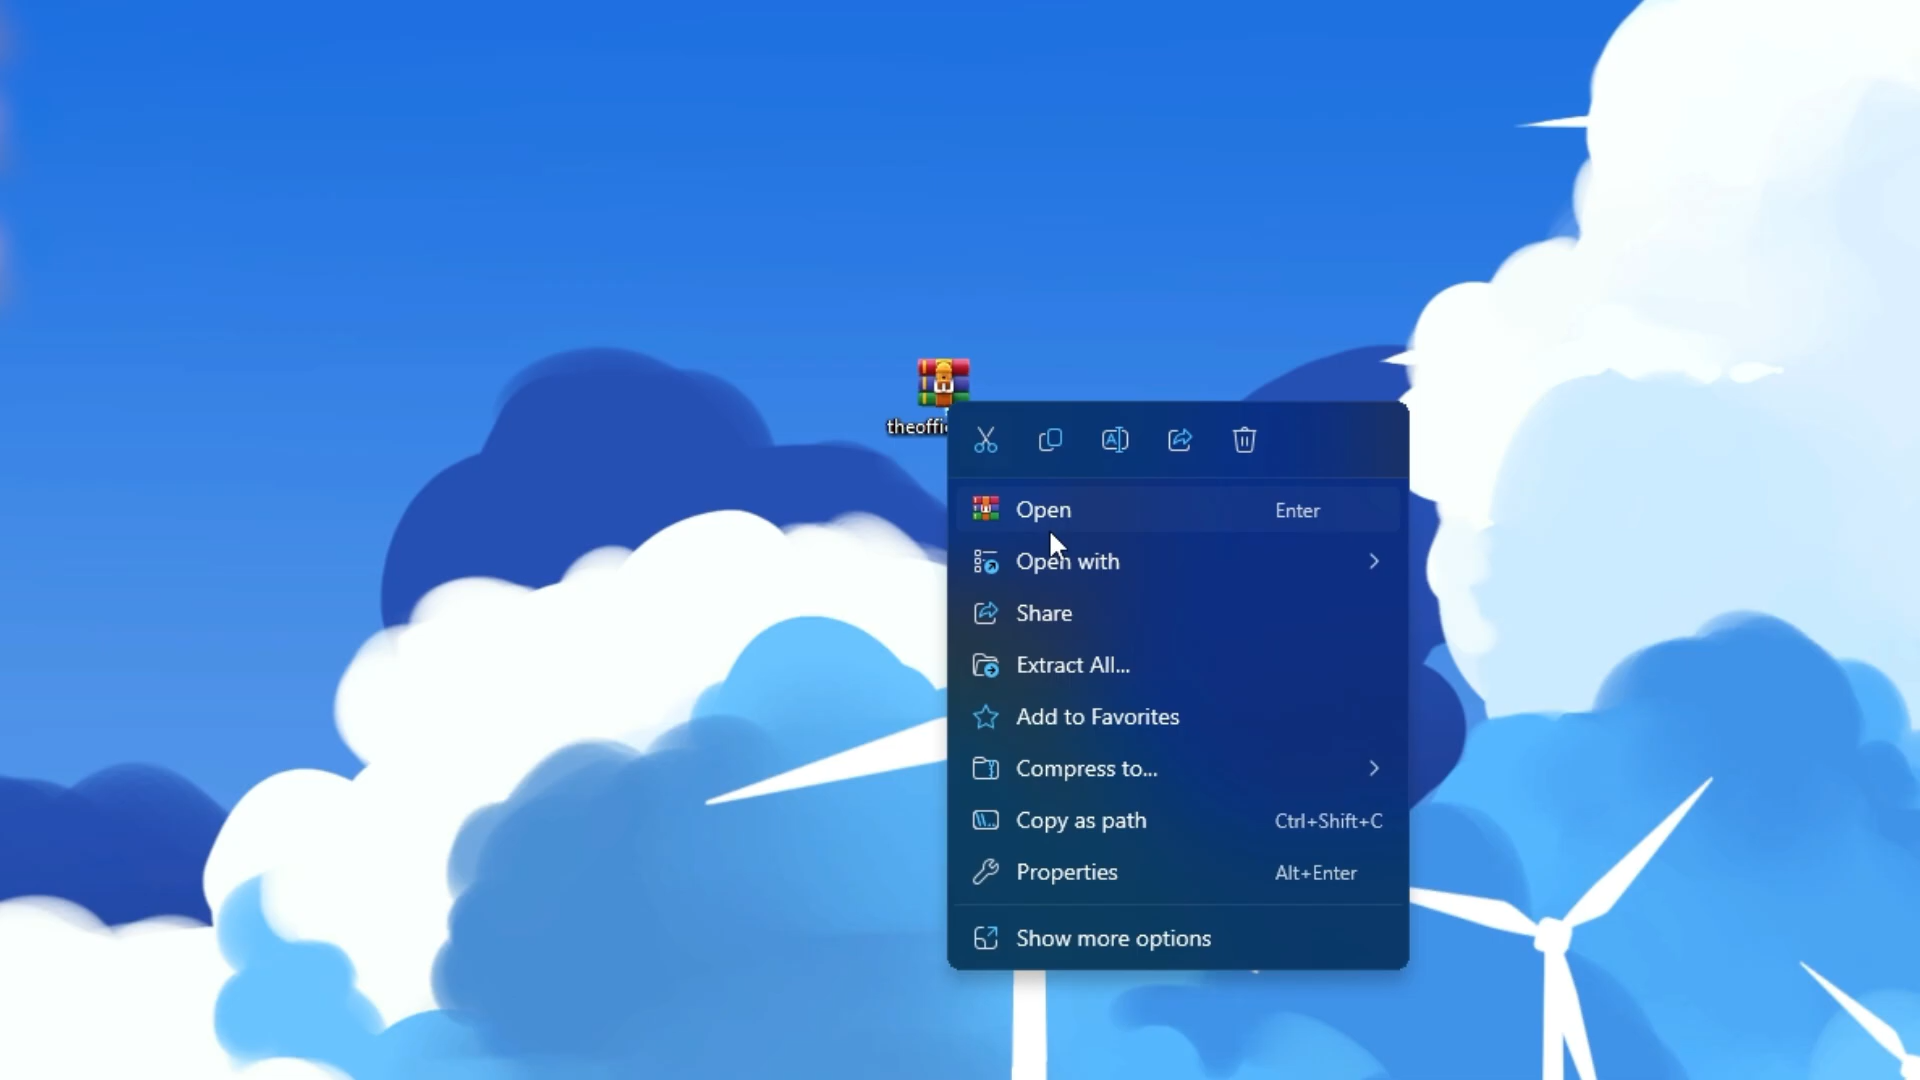 theoffi
Open Enter
Open with
Share
Extract All...
Add to Favorites
Compress to...
Copy as path Ctrl+Shift+C
Properties Alt+Enter
Show more options